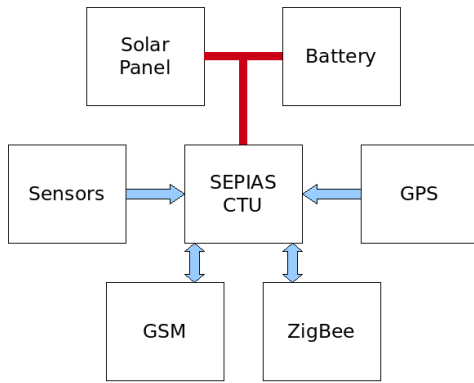 Solar
Panel
Battery
Sensors
SEPIAS
CTU
GPS
GSM
ZigBee